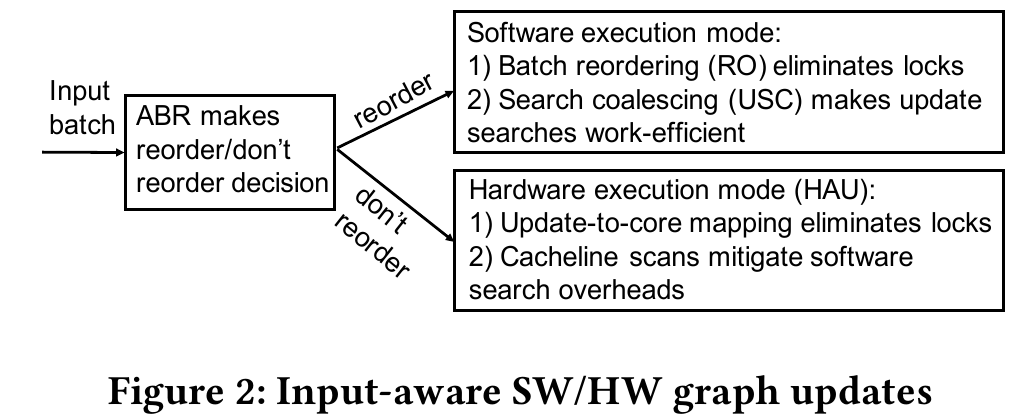 Input
batch
ABR makes
reorder/don't
reorder decision
reorder
don't
reorder
Software execution mode:
1) Batch reordering (RO) eliminates locks
2) Search coalescing (USC) makes update
searches work-efficient
Hardware execution mode (HAU):
1) Update-to-core mapping eliminates locks
2) Cacheline scans mitigate software
search overheads
Figure 2: Input-aware SW/HW graph updates